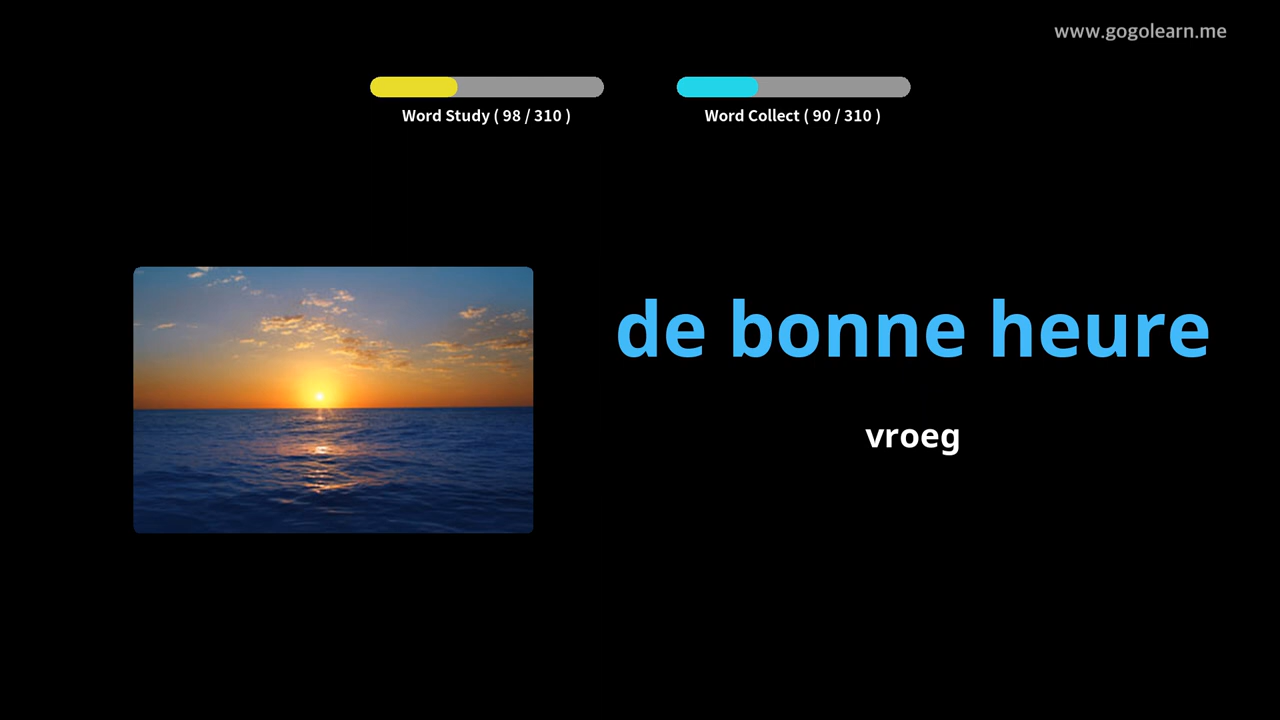 www.gogolearn.me
Word Study ( 98 / 310 )
Word Collect ( 90 / 310 )
de bonne heure
vroeg